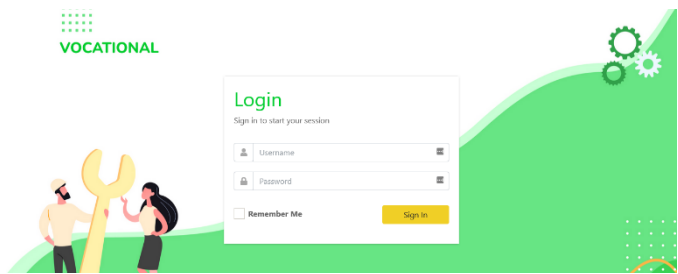 VOCATIONAL
Login
Sign in to start your session
Username
Password
Remember Me
Sign In